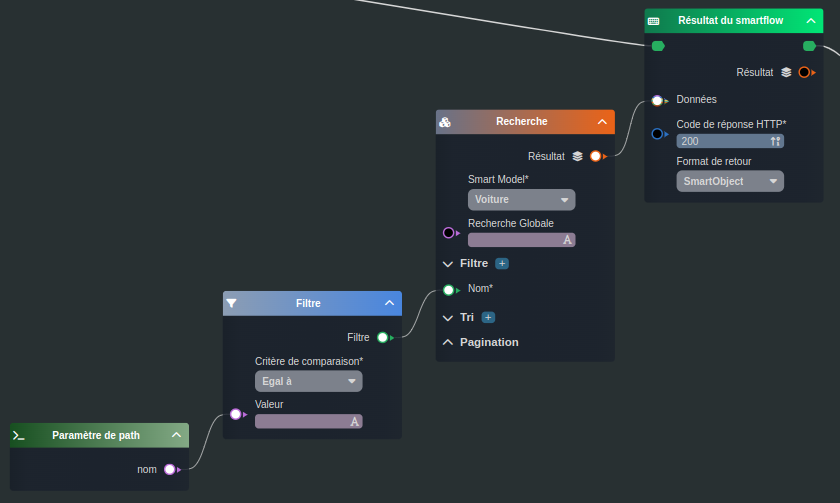 Résultat du smartflow
Résultat
Données
Code de réponse HTTP*
200
Format de retour
SmartObject
Recherche
Résultat
Smart Model*
Voiture
Recherche Globale
A
Filtre +
Nom*
Tri +
Pagination
Filtre
Filtre
Critère de comparaison*
Egal à
Valeur
A
Paramètre de path
nom